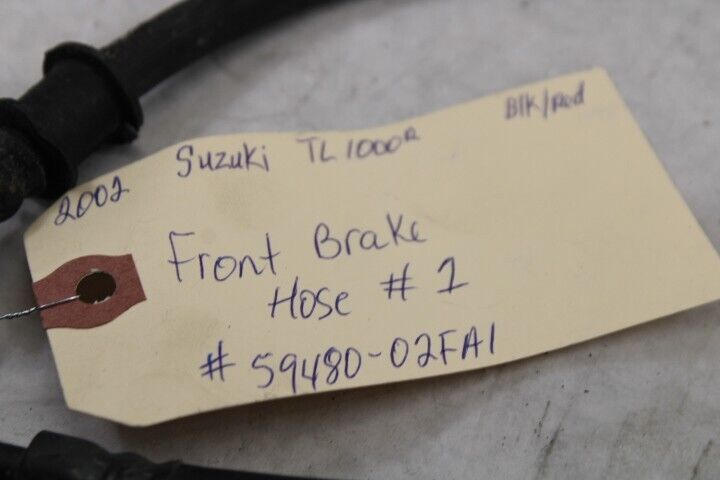 2002 Suzuki TL1000R Blk/Red
Front Brake
Hose # 1
# 59480-02FA1